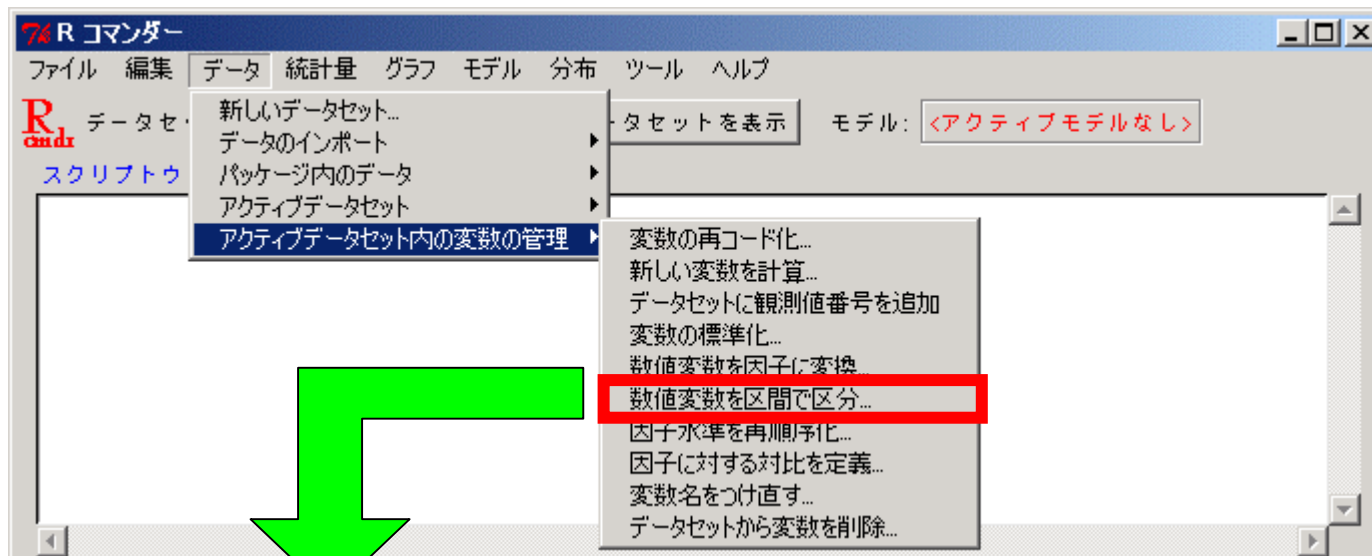 R コマンダー
ファイル 編集 データ 統計量 グラフ モデル 分布 ツール ヘルプ
R cmdr データセ タセットを表示 モデル: <アクティブモデルなし>
スクリプトウ
新しいデータセット...
データのインポート
パッケージ内のデータ
アクティブデータセット
アクティブデータセット内の変数の管理
変数の再コード化...
新しい変数を計算...
データセットに観測値番号を追加
変数の標準化...
数値変数を因子に変換...
数値変数を区間で区分...
因子水準を再順序化...
因子に対する対比を定義...
変数名をつけ直す...
データセットから変数を削除...